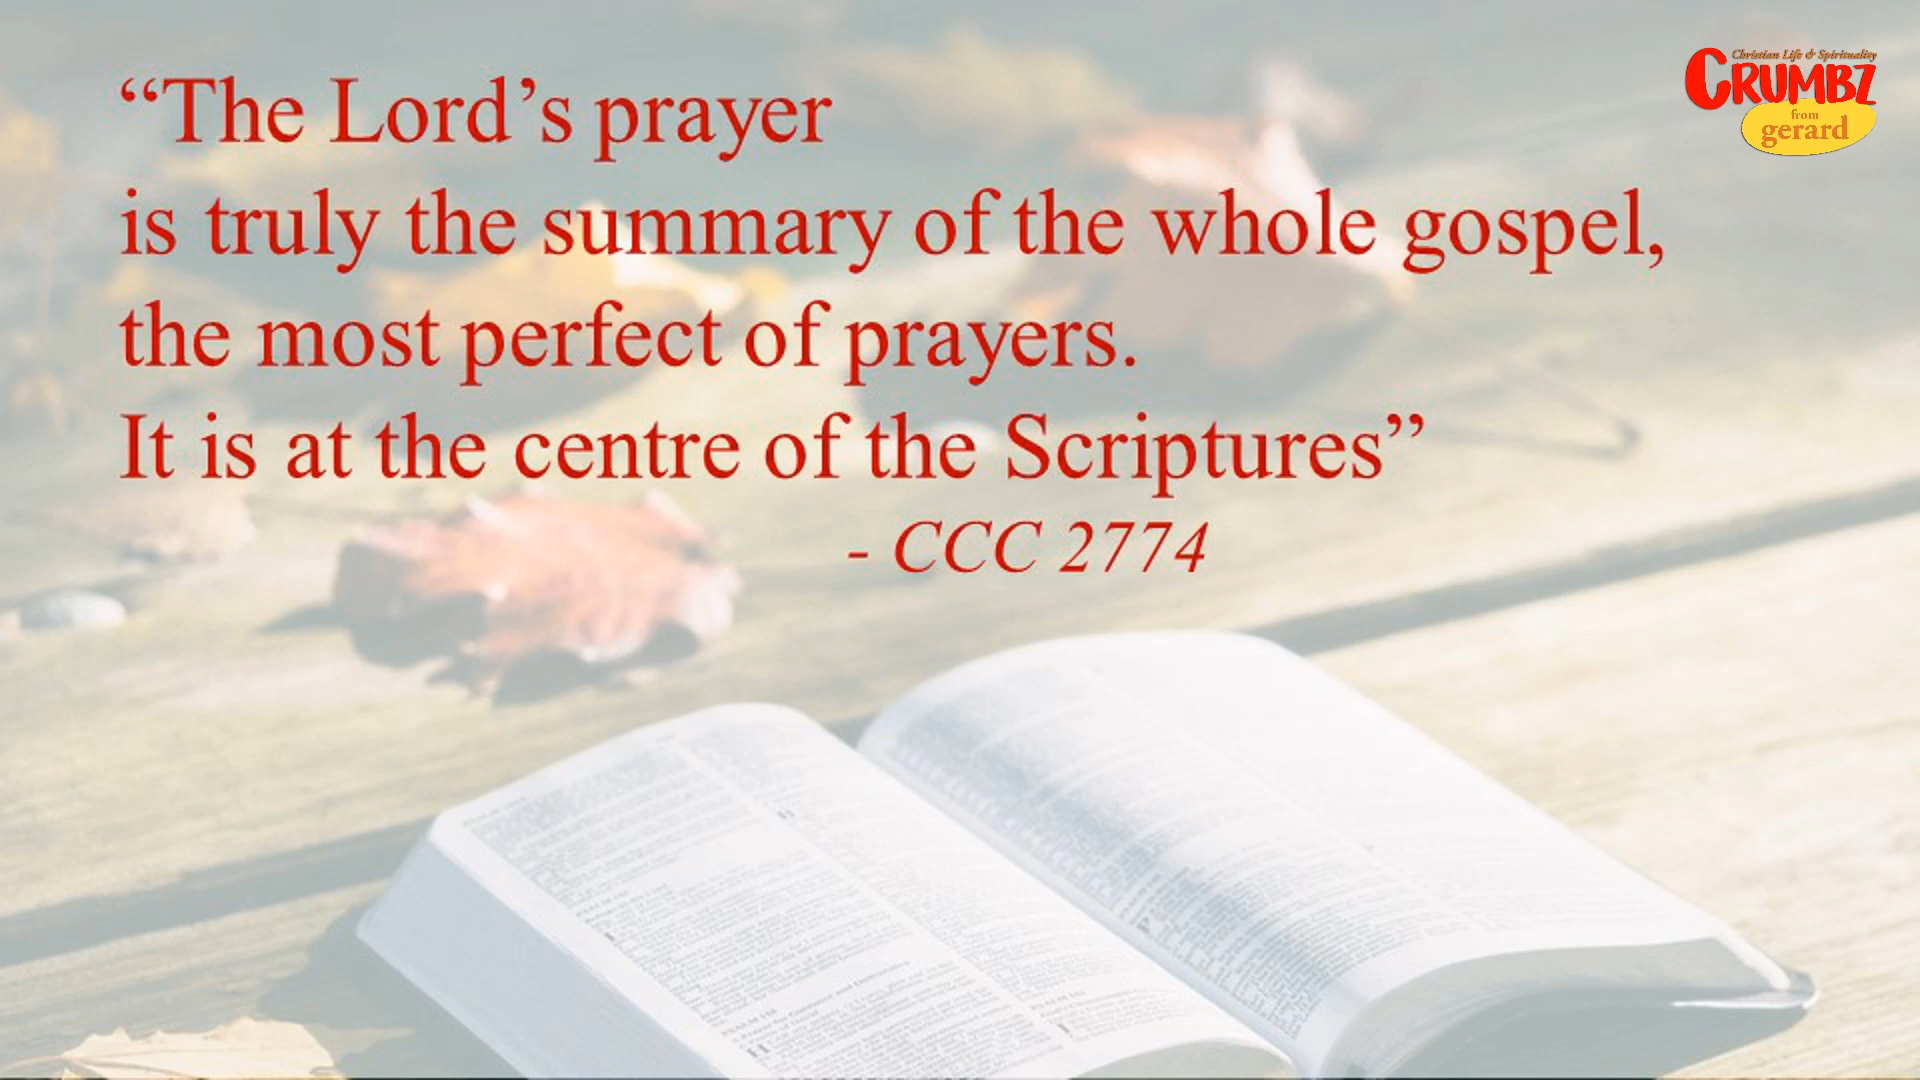 “The Lord’s prayer
is truly the summary of the whole gospel,
the most perfect of prayers.
It is at the centre of the Scriptures”
- CCC 2774
Christian Life & Spirituality
CRUMBZ
from
gerard